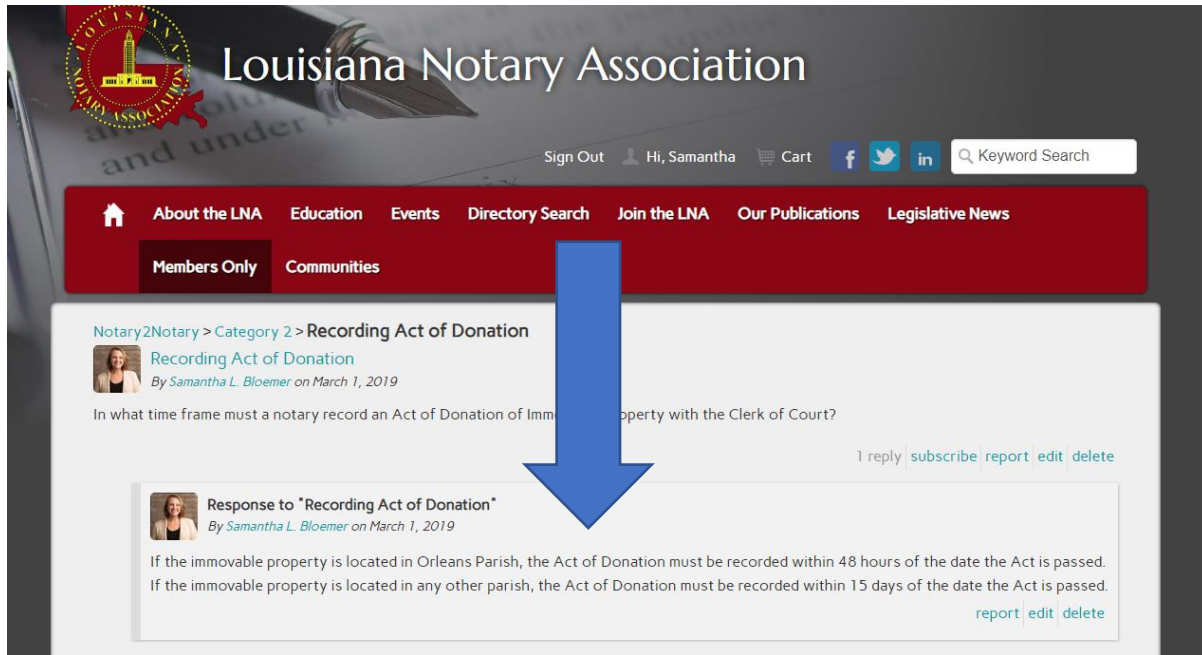 LOUISIANA
NOTARY ASSOCIATION
Louisiana Notary Association
and under
Sign Out Hi, Samantha Cart f in Keyword Search
About the LNA Education Events Directory Search Join the LNA Our Publications Legislative News
Members Only Communities
Notary2Notary > Category 2 > Recording Act of Donation
Recording Act of Donation
By Samantha L. Bloemer on March 1, 2019
In what time frame must a notary record an Act of Donation of Imm operty with the Clerk of Court?
1 reply subscribe report edit delete
Response to "Recording Act of Donation"
By Samantha L. Bloemer on March 1, 2019
If the immovable property is located in Orleans Parish, the Act of Donation must be recorded within 48 hours of the date the Act is passed.
If the immovable property is located in any other parish, the Act of Donation must be recorded within 15 days of the date the Act is passed.
report edit delete